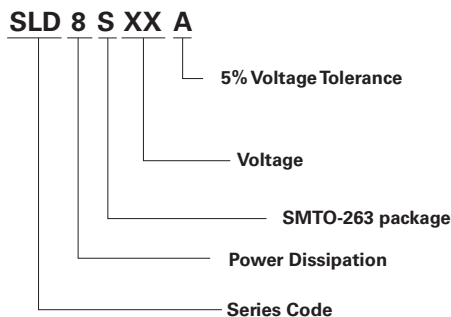 SLD 8 S XX A
5% Voltage Tolerance
Voltage
SMTO-263 package
Power Dissipation
Series Code